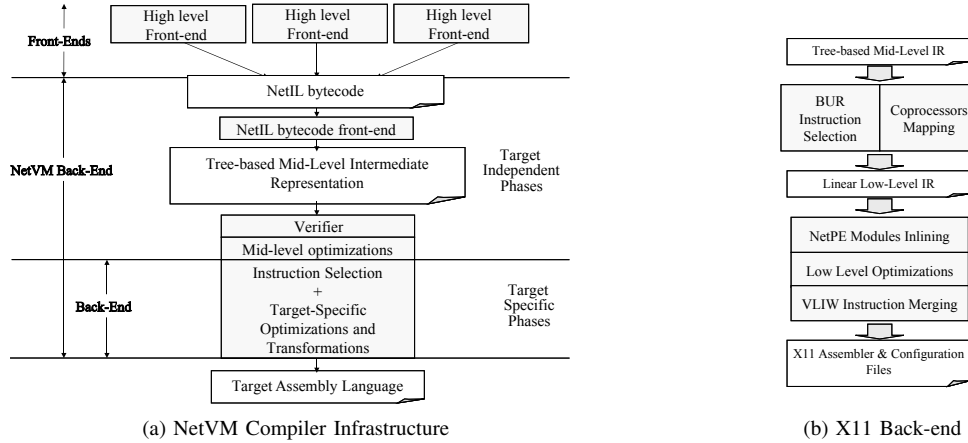 Front-Ends
High level
Front-end
High level
Front-end
High level
Front-end
NetVM Back-End
NetIL bytecode
NetIL bytecode front-end
Tree-based Mid-Level Intermediate
Representation
Target
Independent
Phases
Verifier
Mid-level optimizations
Back-End
Instruction Selection
+
Target-Specific
Optimizations and
Transformations
Target
Specific
Phases
Target Assembly Language
(a) NetVM Compiler Infrastructure
Tree-based Mid-Level IR
BUR
Instruction
Selection
Coprocessors
Mapping
Linear Low-Level IR
NetPE Modules Inlining
Low Level Optimizations
VLIW Instruction Merging
X11 Assembler & Configuration
Files
(b) X11 Back-end